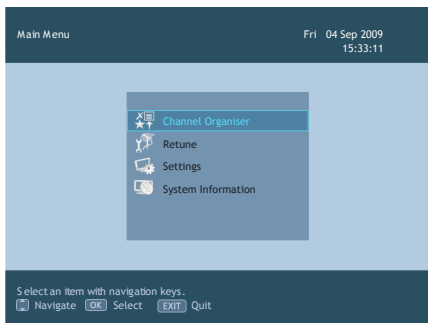 Main Menu
Fri 04 Sep 2009
15:33:11
Channel Organiser
Retune
Settings
System Information
Select an item with navigation keys.
Navigate OK Select EXIT Quit